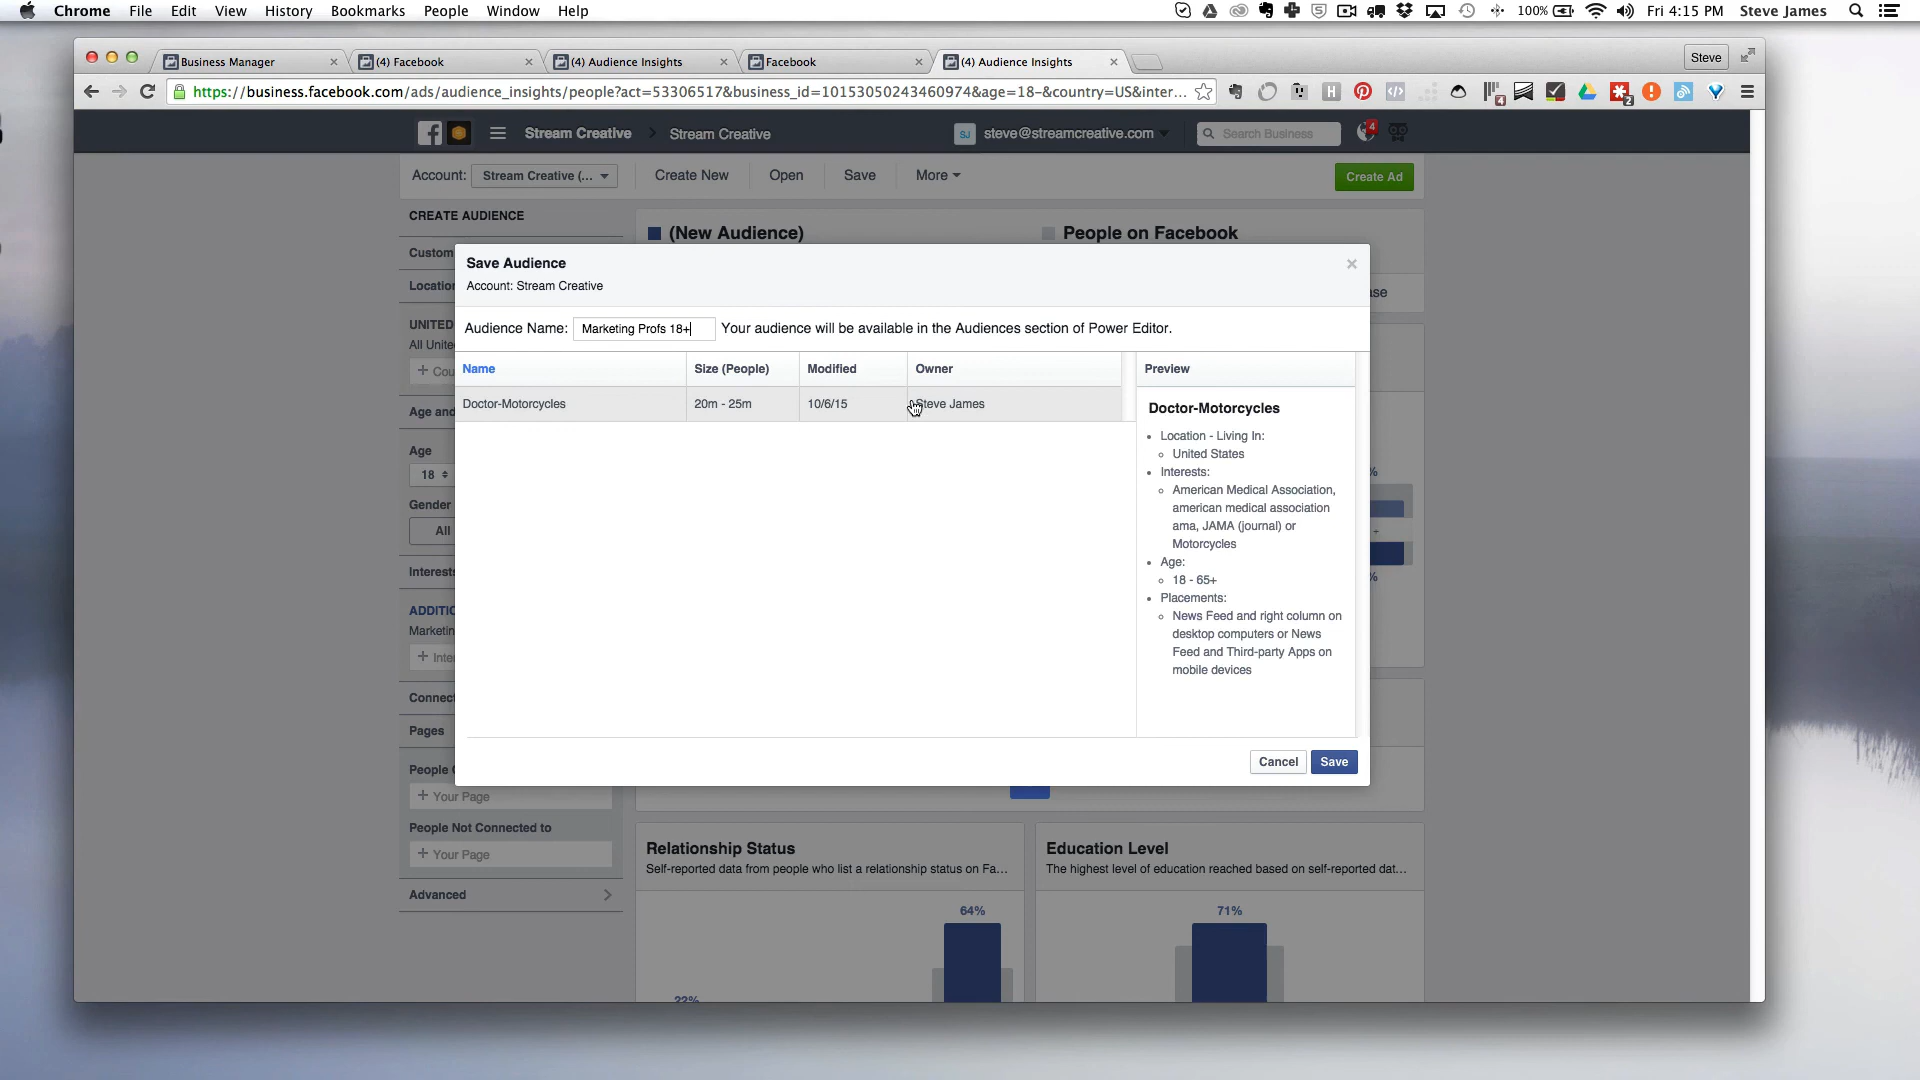 Chrome File Edit View History Bookmarks People Window Help
100% Fri 4:15 PM Steve James
Business Manager
(4) Facebook
(4) Audience Insights
Facebook
(4) Audience Insights
Steve
https://business.facebook.com/ads/audience_insights/people?act=53306517&business_id=10153050243460974&age=18-&country=US&inter...
4
2
Stream Creative > Stream Creative
SJ steve@streamcreative.com
Search Business
4
Account: Stream Creative (...
Create New
Open
Save
More
Create Ad
CREATE AUDIENCE
(New Audience)
People on Facebook
Custom
Locatio
UNITED
All Unite
+ Cou
Age and
Age
18
Gender
All
Interest
ADDITIO
Marketin
+ Inte
Connect
Pages
People
+ Your Page
People Not Connected to
+ Your Page
Advanced
Save Audience
Account: Stream Creative
Audience Name: Marketing Profs 18+ Your audience will be available in the Audiences section of Power Editor.
Name Size (People) Modified Owner Preview
Doctor-Motorcycles 20m - 25m 10/6/15 Steve James
Doctor-Motorcycles
Location - Living In:
United States
Interests:
American Medical Association,
american medical association
ama, JAMA (journal) or
Motorcycles
Age:
18 - 65+
Placements:
News Feed and right column on
desktop computers or News
Feed and Third-party Apps on
mobile devices
Cancel Save
ase
%
+
%
Relationship Status
Self-reported data from people who list a relationship status on Fa...
64%
22%
Education Level
The highest level of education reached based on self-reported dat...
71%